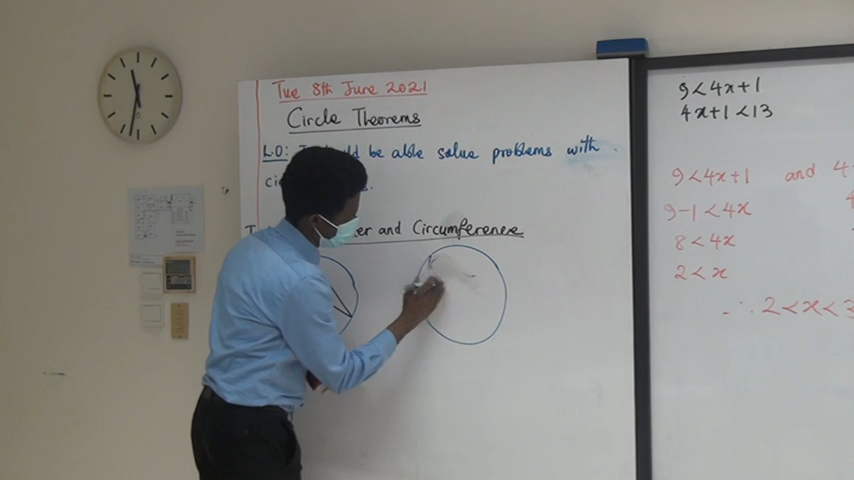 Tue 8th June 2021
Circle Theorems
L.O: be able solve problems with
and Circumference
9<4x+1
4x+1<13
9<4x+1 and 4
9-1<4x
8<4x
2<x
∴ 2<x<3